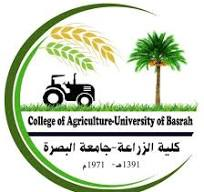 College of Agriculture-University of Basrah
كلية الزراعة-جامعة البصرة
1391هـ- 1971م